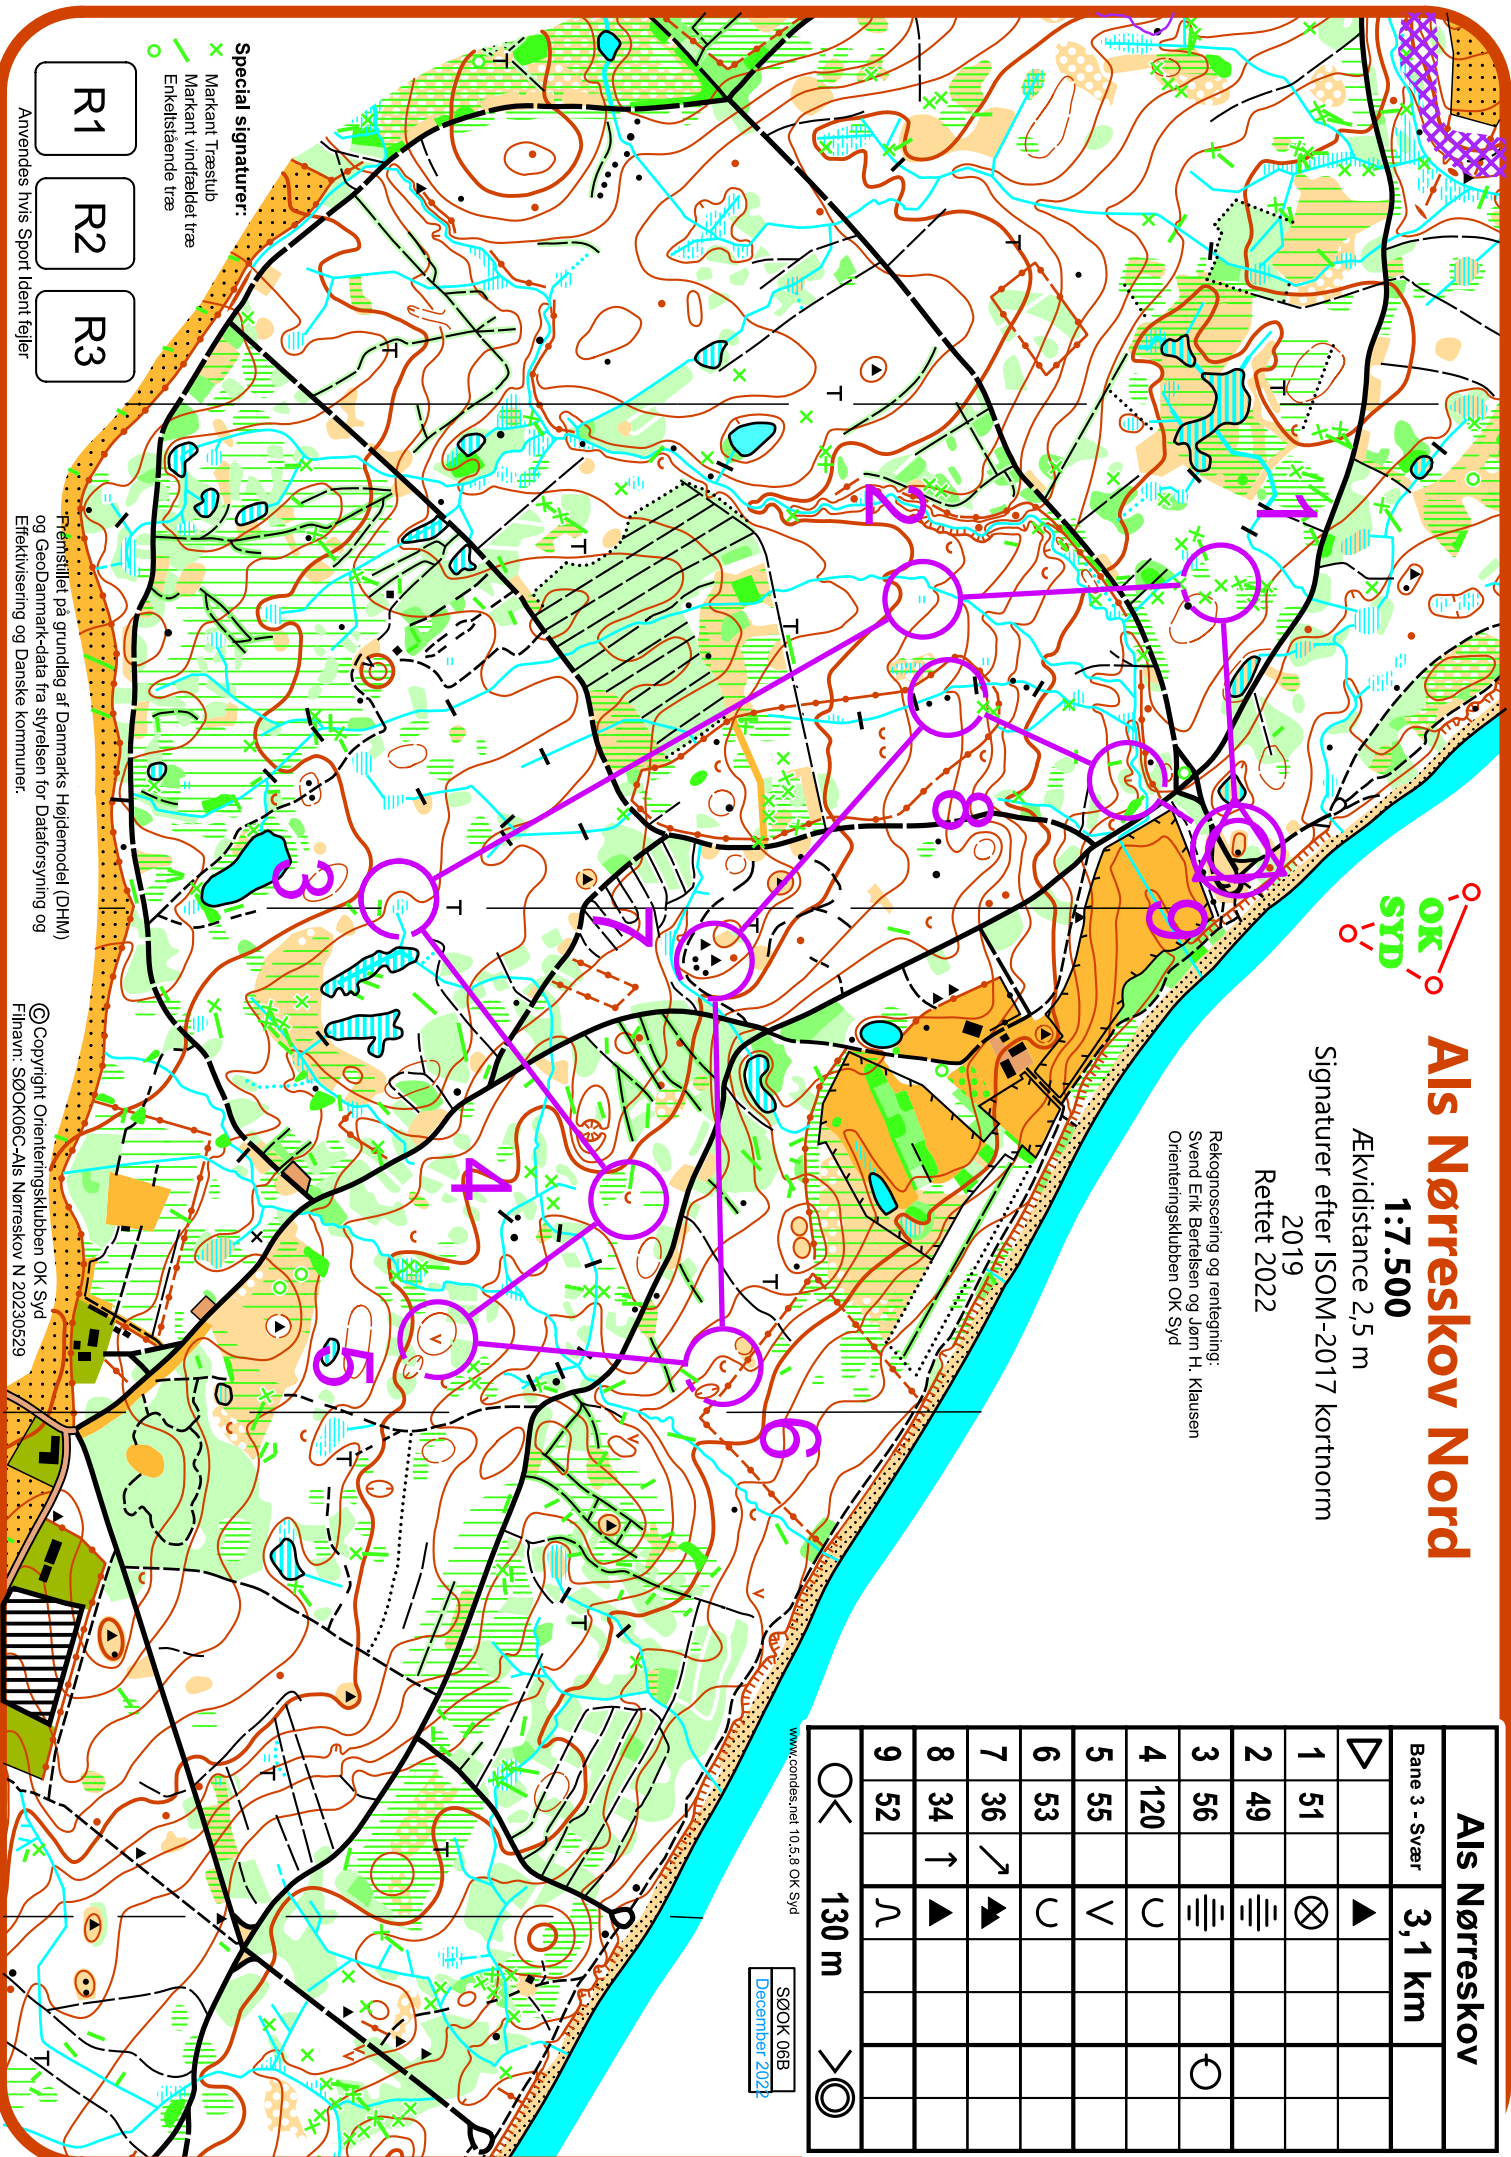 Als Nørreskov Nord
1:7.500
Ækvidistance 2,5 m
Signaturer efter ISOM-2017 kortnorm
2019
Rettet 2022
Rekognoscering og rentegning:
Svend Erik Bertelsen og Jørn H. Klausen
Orienteringsklubben OK Syd
OK
SYD
Als Nørreskov
Bane 3 - Svær 3,1 km
1 51
2 49
3 56
4 120
5 55
6 53
7 36
8 34
9 52
130 m
www.condes.net 10.5.8 OK Syd
SØOK 06B
December 2022
1
2
3
4
5
6
7
8
9
Special signaturer:
Markant Træstub
Markant vindfældet træ
Enkeltstående træ
R1 R2 R3
Anvendes hvis Sport Ident fejler
Fremstillet på grundlag af Danmarks Højdemodel (DHM)
og GeoDanmark-data fra styrelsen for Dataforsyning og
Effektivisering og Danske kommuner.
©Copyright Orienteringsklubben OK Syd
Filnavn: SØOK06C-Als Nørreskov N 20230529